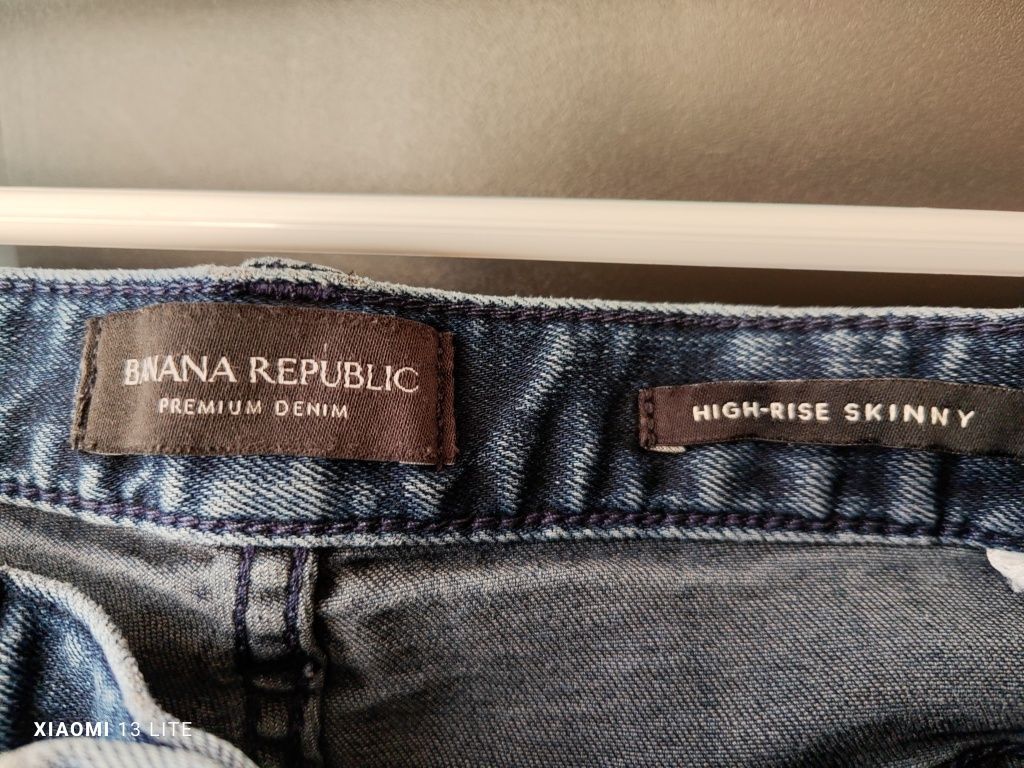 BANANA REPUBLIC
PREMIUM DENIM
HIGH-RISE SKINNY
XIAOMI 13 LITE